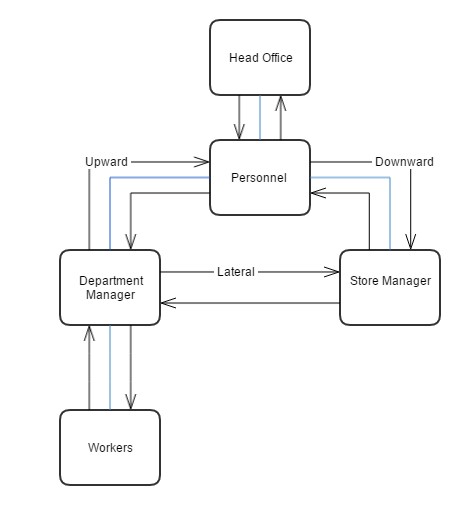 Head Office
Upward
Personnel
Downward
Department
Manager
Lateral
Store Manager
Workers